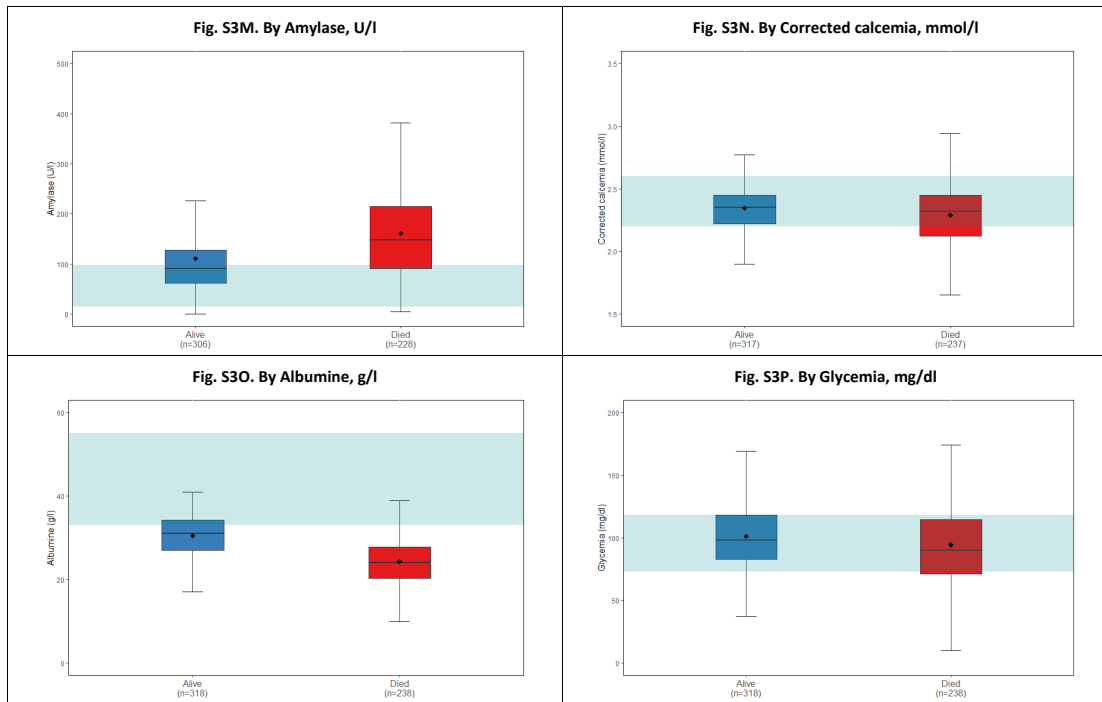 Fig. S3M. By Amylase, U/l
500
400
300
200
100
0
Amylase (U/l)
Alive
(n=306)
Died
(n=228)
Fig. S3N. By Corrected calcemia, mmol/l
3.5
3.0
2.5
2.0
1.5
Corrected calcemia (mmol/l)
Alive
(n=317)
Died
(n=237)
Fig. S3O. By Albumine, g/l
60
40
20
0
Albumine (g/l)
Alive
(n=318)
Died
(n=238)
Fig. S3P. By Glycemia, mg/dl
200
150
100
50
0
Glycemia (mg/dl)
Alive
(n=318)
Died
(n=238)